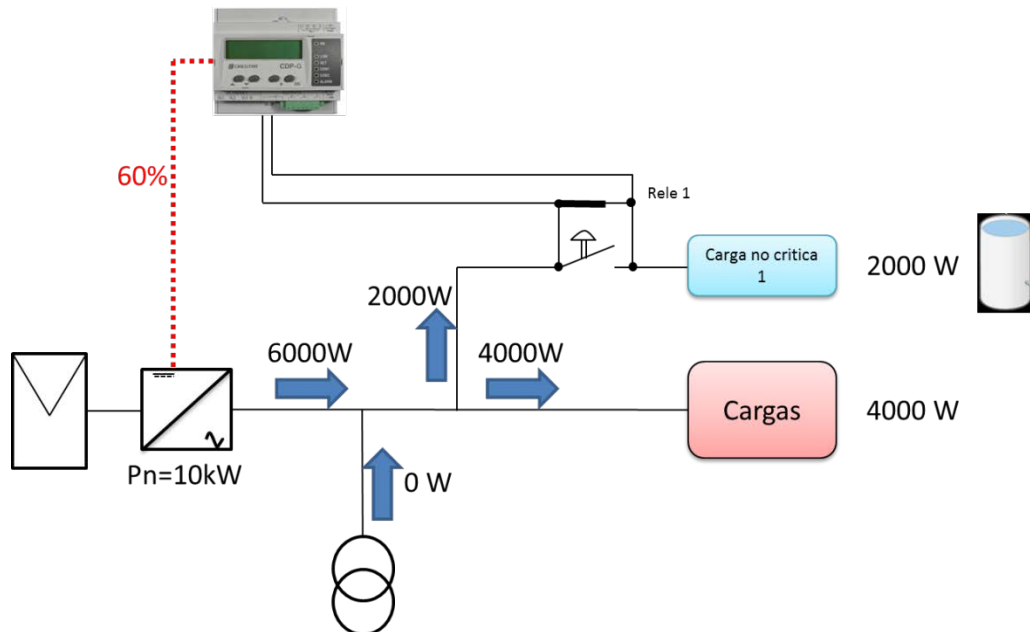 CDP-G
60%
Rele 1
Carga no critica
1
2000 W
2000W
6000W
4000W
Cargas
4000 W
Pn=10kW
0 W